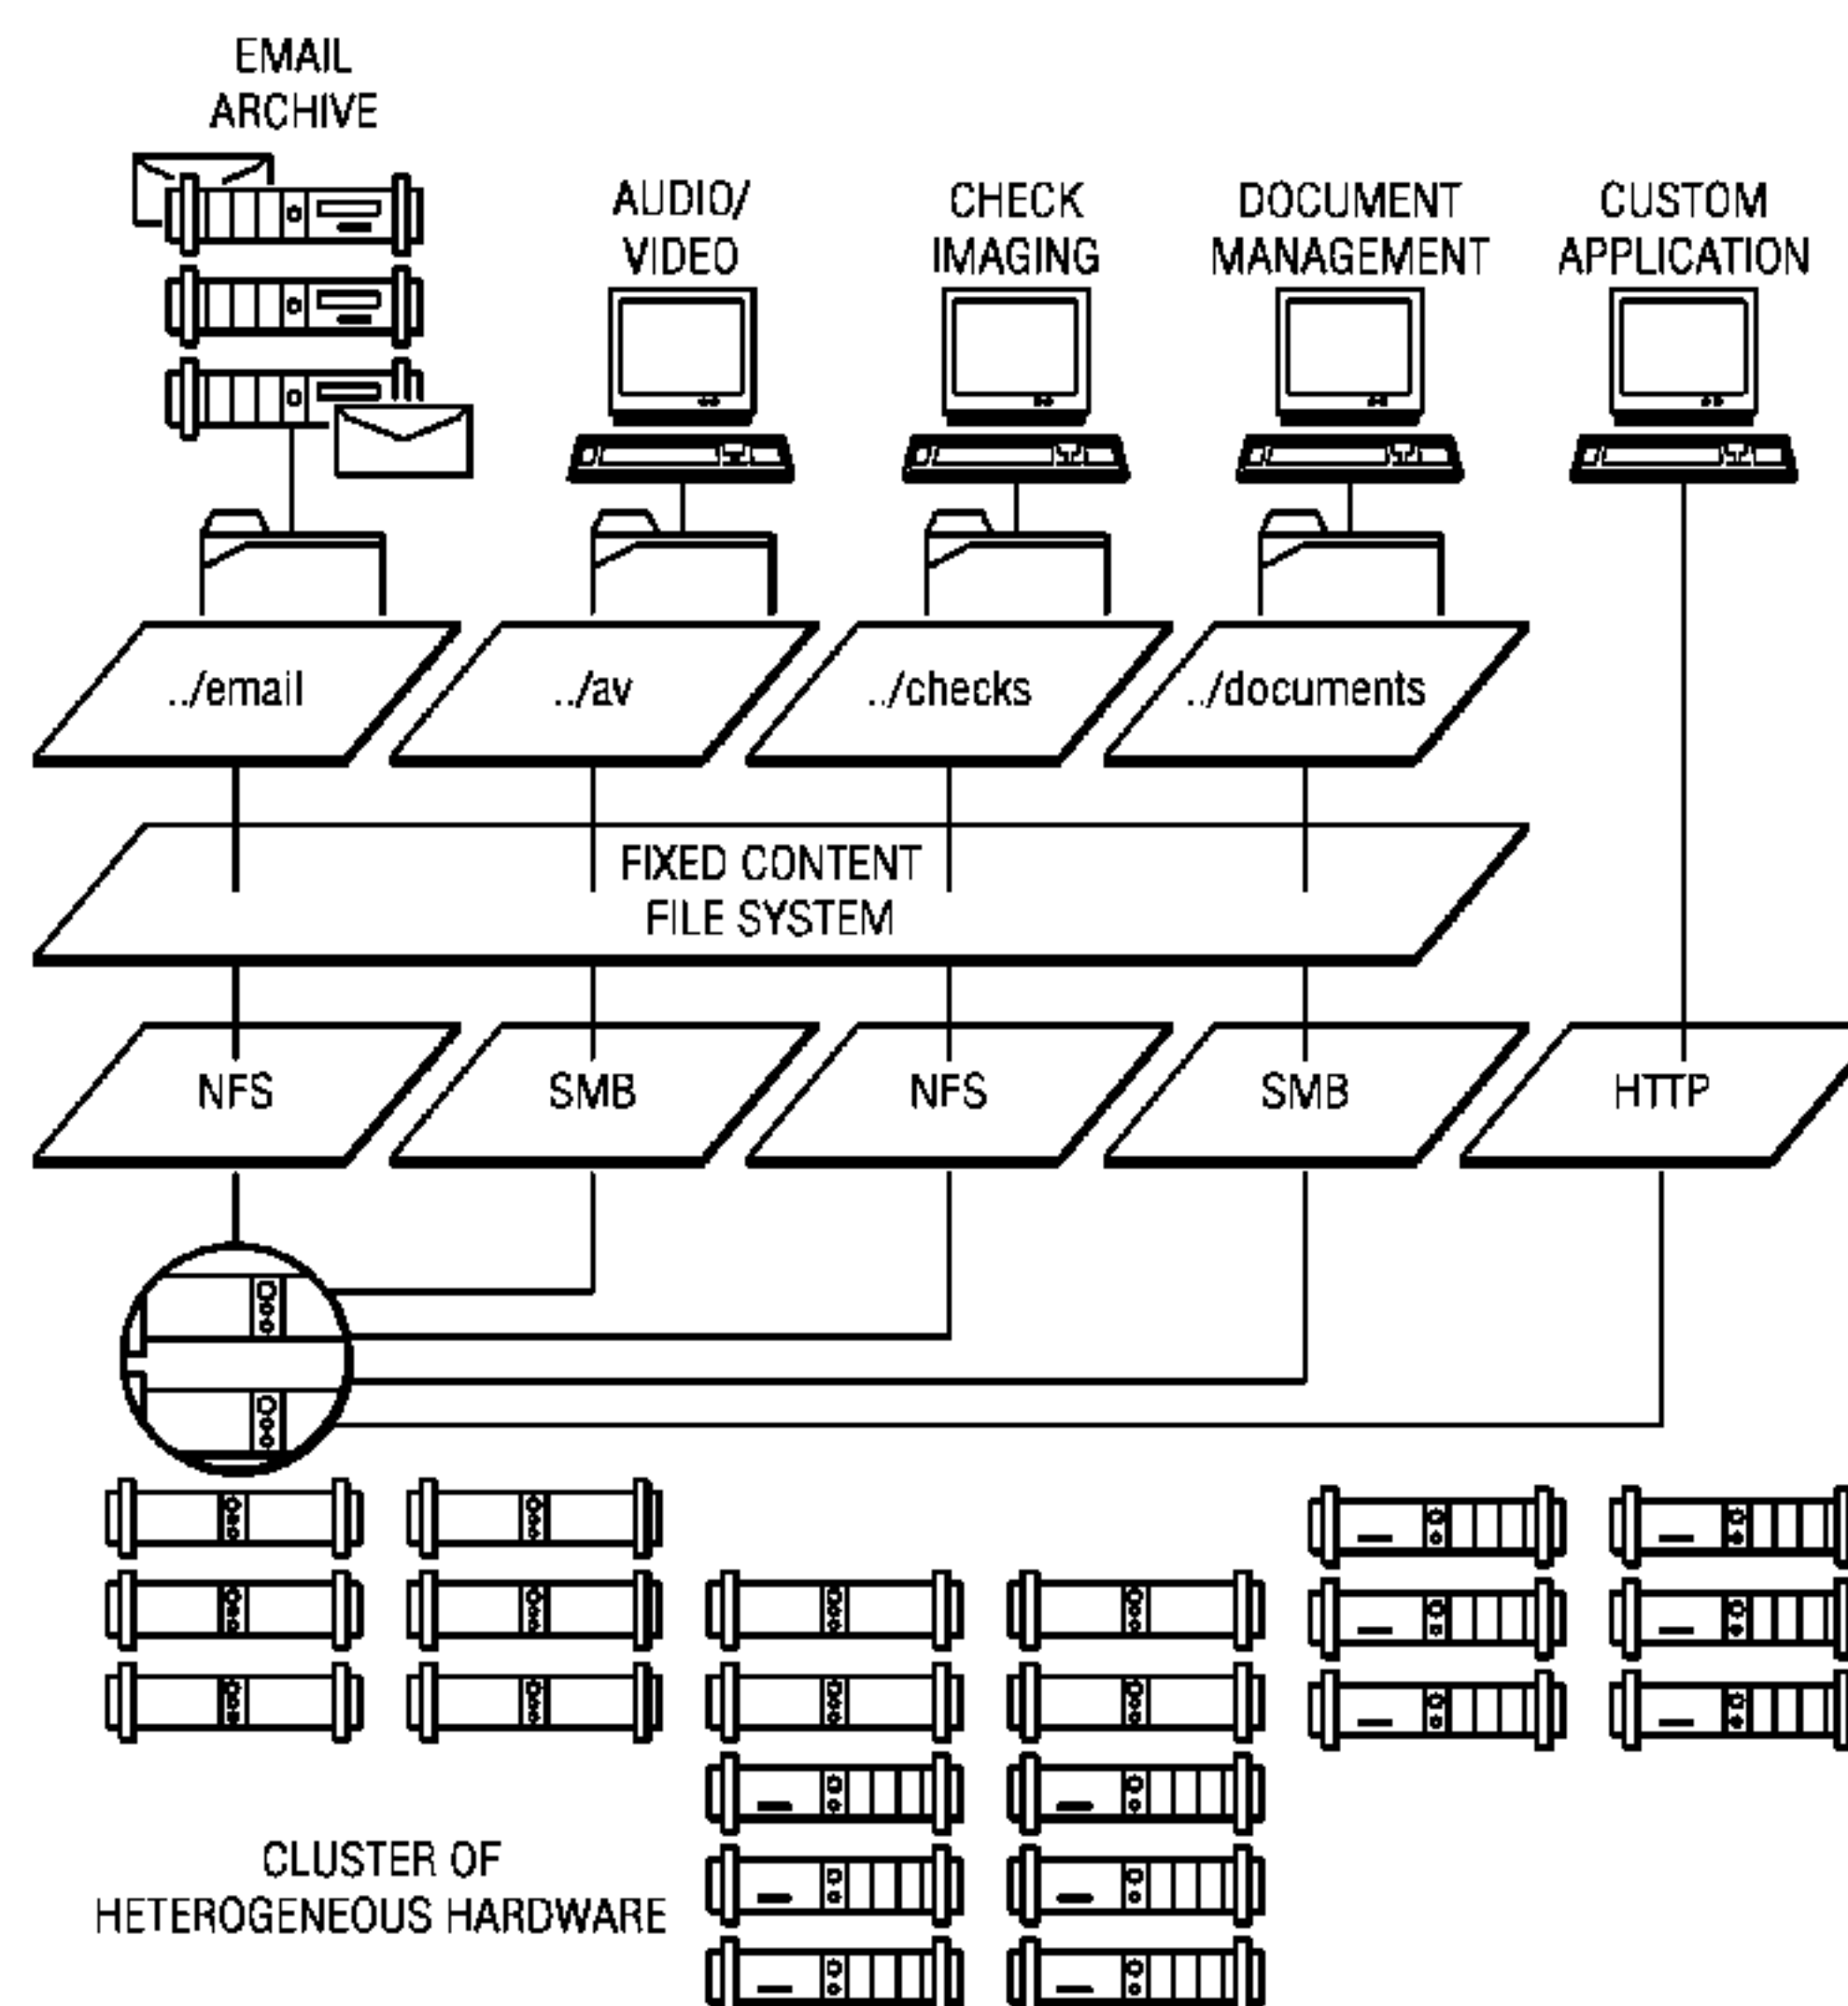 EMAIL
ARCHIVE
AUDIO/
VIDEO
CHECK
IMAGING
DOCUMENT
MANAGEMENT
CUSTOM
APPLICATION
../email
../av
../checks
../documents
FIXED CONTENT
FILE SYSTEM
NFS
SMB
NFS
SMB
HTTP
CLUSTER OF
HETEROGENEOUS HARDWARE